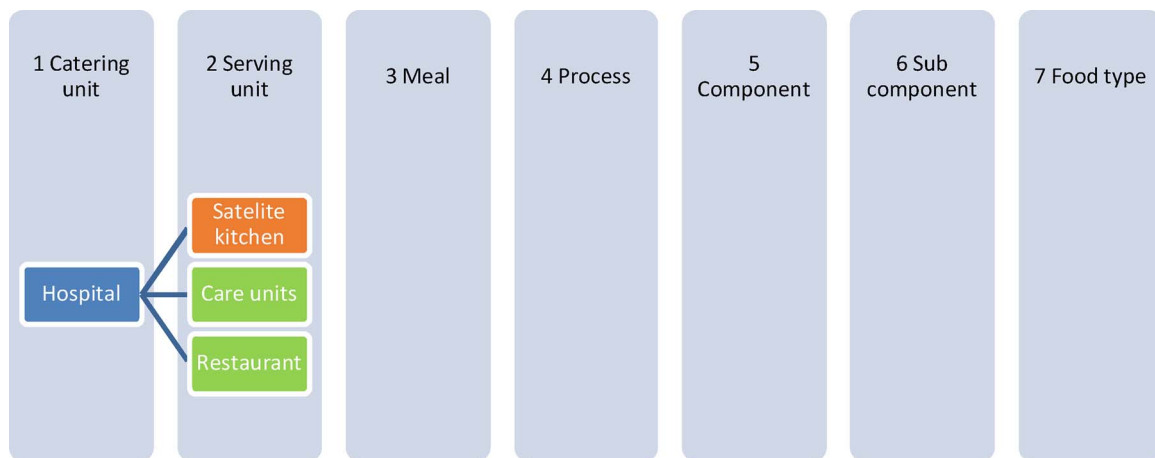 1 Catering
unit
2 Serving
unit
3 Meal
4 Process
5
Component
6 Sub
component
7 Food type
Satelite
kitchen
Hospital
Care units
Restaurant